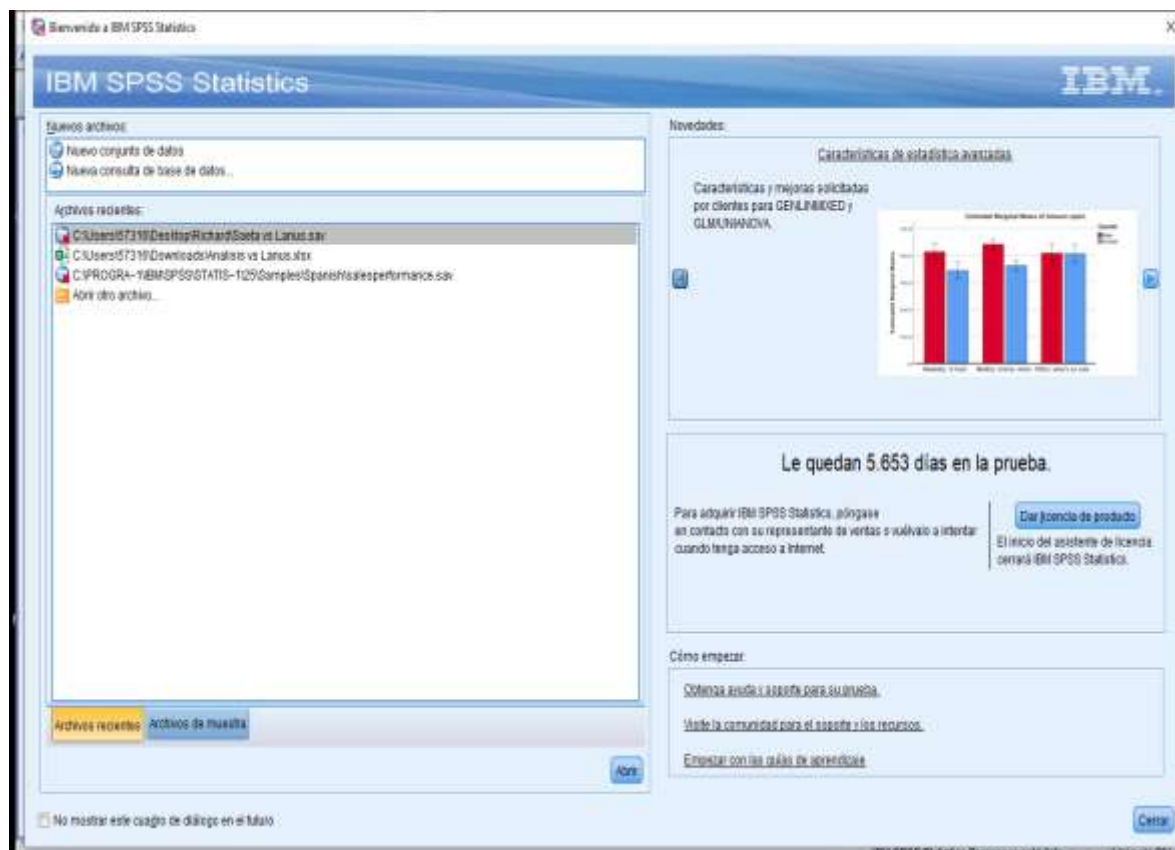 Bienvenido a IBM SPSS Statistics
IBM SPSS Statistics
IBM.
Nuevos archivos:
Nuevo conjunto de datos
Nueva consulta de base de datos...
Archivos recientes:
C:\Users\57316\Desktop\Richard\Saeta vs Lanus.sav
C:\Users\57316\Downloads\Analisis vs Lanus.xlsx
C:\PROGRA~1\IBM\SPSS\STATIS~1\25\Samples\Spanish\salesperformance.sav
Abrir otro archivo...
Archivos recientes
Archivos de muestra
Abrir
No mostrar este cuadro de diálogo en el futuro
Novedades:
Características de estadística avanzadas
Características y mejoras solicitadas
por clientes para GENLINMIXED y
GLM/UNIANOVA.
Le quedan 5.653 días en la prueba.
Para adquirir IBM SPSS Statistics, póngase
en contacto con su representante de ventas o vuélvalo a intentar
cuando tenga acceso a Internet.
Dar licencia de producto
El inicio del asistente de licencia
cerrará IBM SPSS Statistics.
Cómo empezar:
Obtenga ayuda y soporte para su prueba.
Visite la comunidad para el soporte y los recursos.
Empezar con las guías de aprendizaje
Cerrar